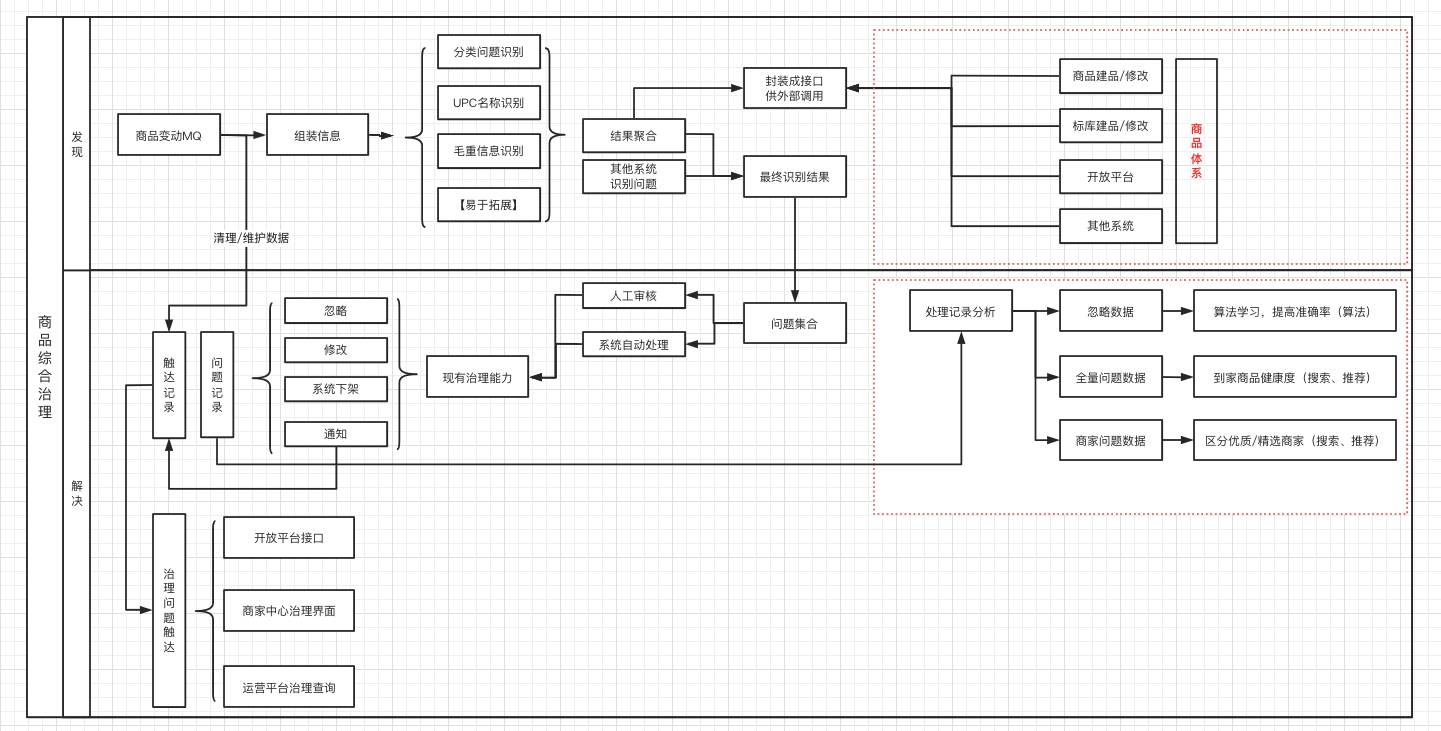 商品综合治理
发现
商品变动MQ
组装信息
分类问题识别
UPC名称识别
毛重信息识别
【易于拓展】
结果聚合
其他系统
识别问题
封装成接口
供外部调用
最终识别结果
商品建品/修改
标库建品/修改
开放平台
其他系统
商品体系
清理/维护数据
解决
触达记录
问题记录
忽略
修改
系统下架
通知
现有治理能力
人工审核
系统自动处理
问题集合
处理记录分析
忽略数据
算法学习，提高准确率（算法）
全量问题数据
到家商品健康度（搜索、推荐）
商家问题数据
区分优质/精选商家（搜索、推荐）
治理问题触达
开放平台接口
商家中心治理界面
运营平台治理查询